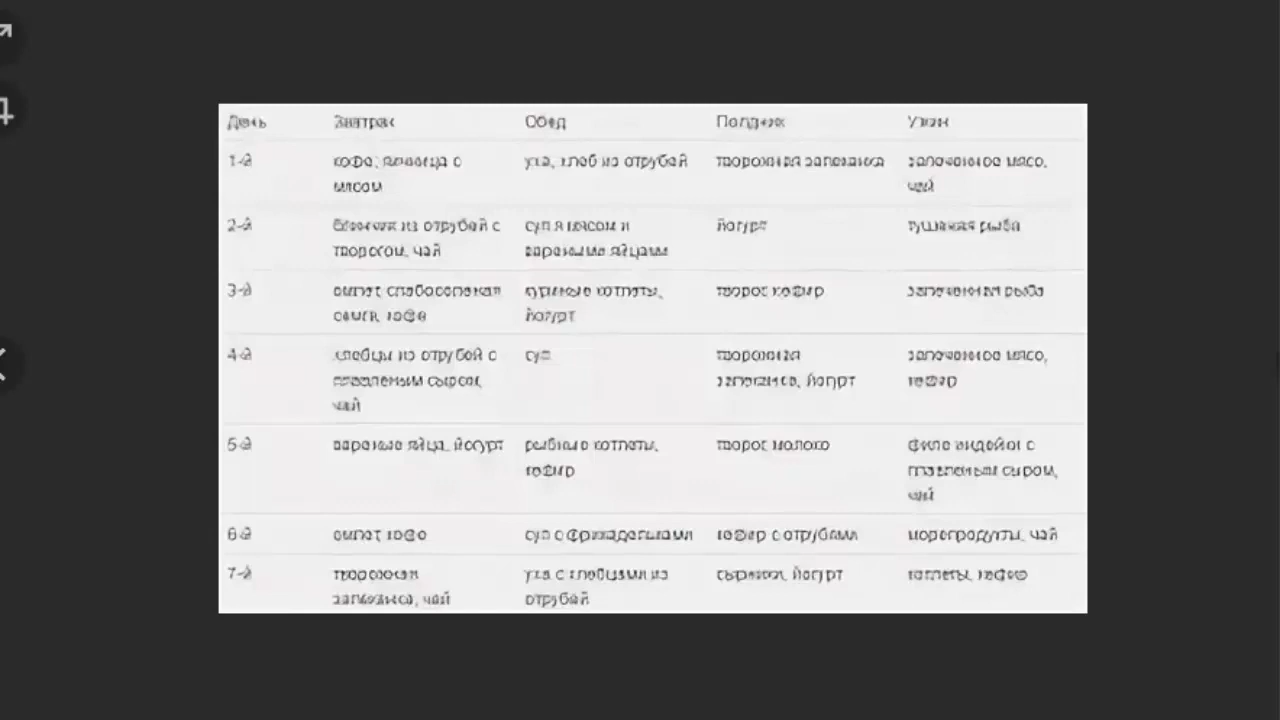 День Завтрак Обед Полдник Ужин
1-й кофе, яичница с уха, хлеб из отрубей творожная запеканка запеченное мясо,
мясом чай
2-й блинчик из отрубей с суп я мясом и йогурт тушеная рыба
творогом, чай вареными яйцами
3-й омлет, слабосоленая куриные котлеты, творог, кефир запеченная рыба
семга, кофе йогурт
4-й хлебцы из отрубей с суп творожная запеченное мясо,
плавленым сыром, запеканка, йогурт кефир
чай
5-й вареные яйца, йогурт рыбные котлеты, творог, молоко филе индейки с
кефир плавленым сыром,
чай
6-й омлет, кофе суп с фрикадельками кефир с отрубями морепродукты, чай
7-й творожная уха с хлебцами из сырники, йогурт котлеты, кефир
запеканка, чай отрубей